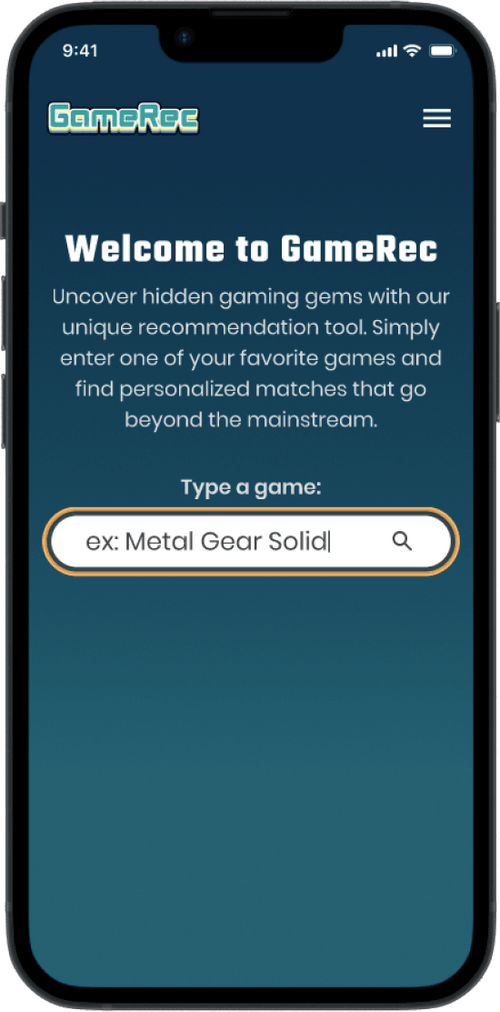 9:41
GameRec
Welcome to GameRec
Uncover hidden gaming gems with our
unique recommendation tool. Simply
enter one of your favorite games and
find personalized matches that go
beyond the mainstream.
Type a game:
ex: Metal Gear Solid